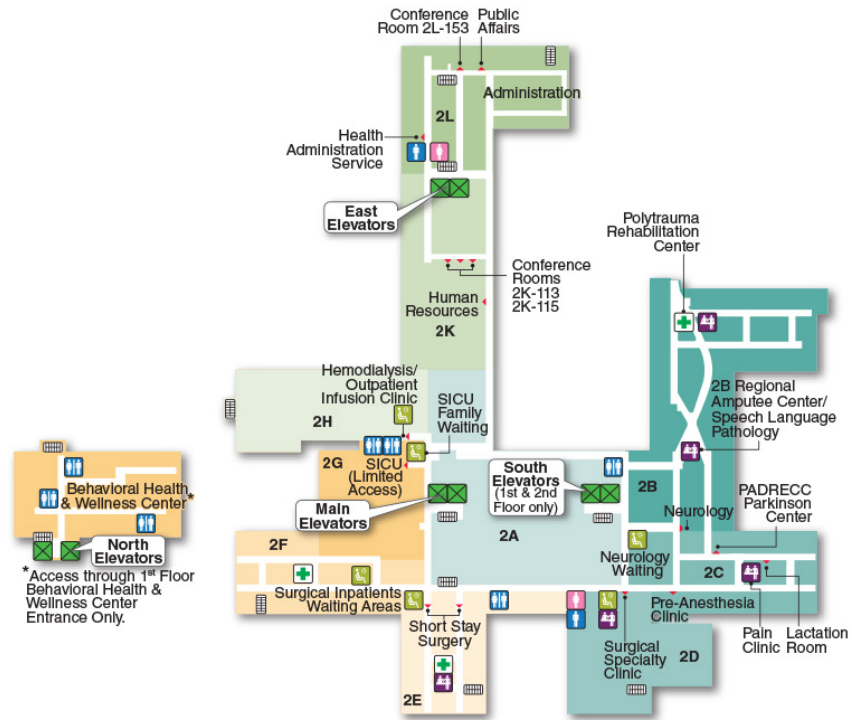 Conference
Room 2L-153
Public
Affairs
Administration
2L
Health
Administration
Service
East
Elevators
Polytrauma
Rehabilitation
Center
Conference
Rooms
2K-113
2K-115
Human
Resources
2K
Hemodialysis/
Outpatient
Infusion Clinic
SICU
Family
Waiting
2B Regional
Amputee Center/
Speech Language
Pathology
2H
2G
SICU
(Limited
Access)
South
Elevators
(1st & 2nd
Floor only)
2B
PADRECC
Parkinson
Center
Behavioral Health
& Wellness Center*
Main
Elevators
Neurology
North
Elevators
2F
2A
Neurology
Waiting
2C
*Access through 1st Floor
Behavioral Health &
Wellness Center
Entrance Only.
Surgical Inpatients
Waiting Areas
Pre-Anesthesia
Clinic
Short Stay
Surgery
Pain
Clinic
Lactation
Room
Surgical
Specialty
Clinic
2D
2E